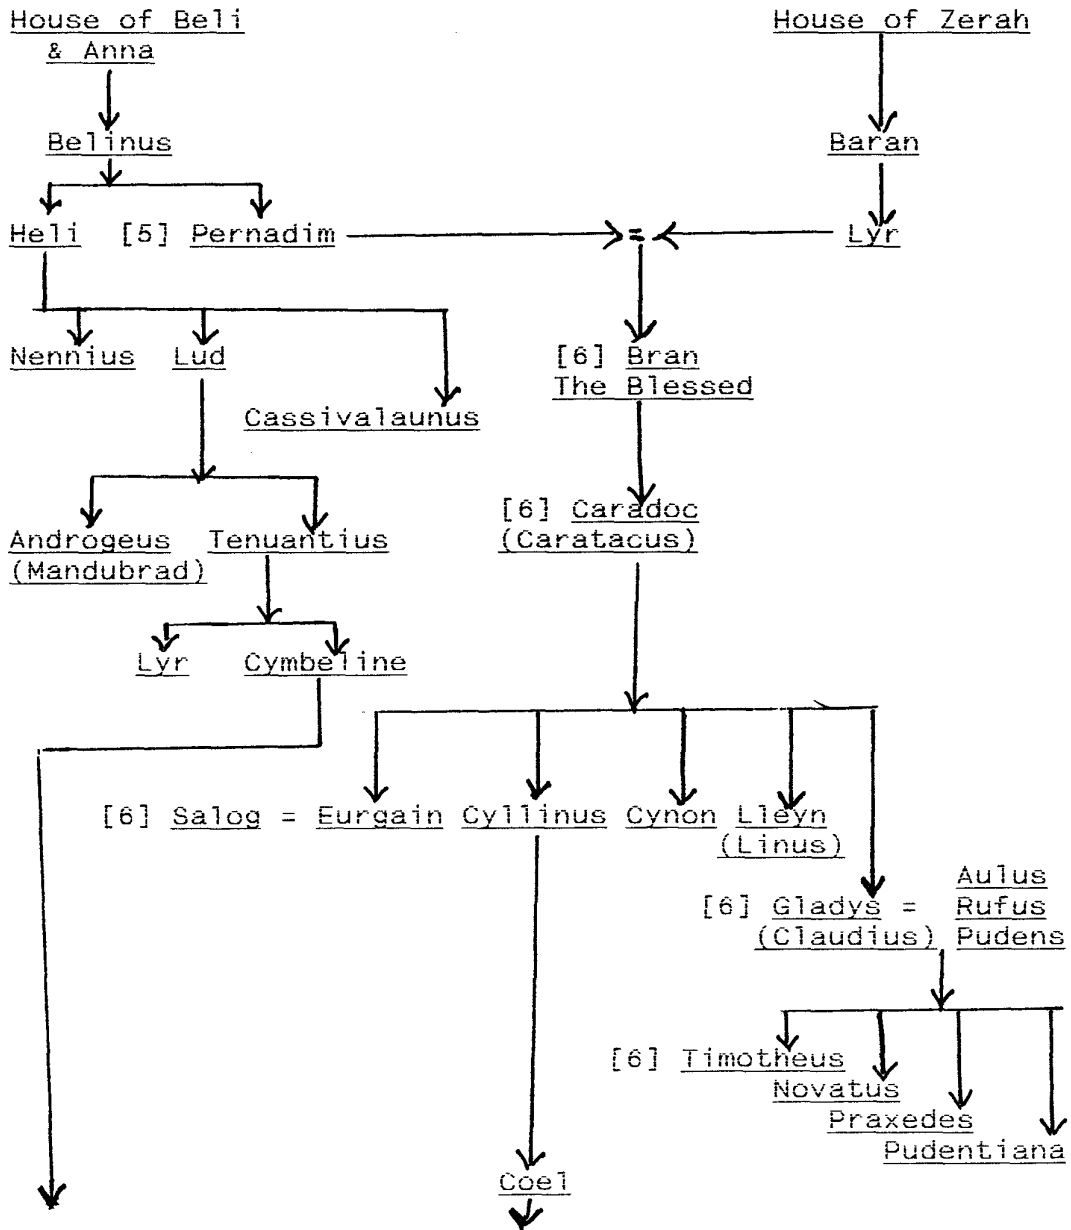 House of Beli House of Zerah
& Anna
Belinus Baran
Heli [5] Pernadim = Lyr
Nennius Lud [6] Bran
The Blessed
Cassivalaunus
[6] Caradoc
(Caratacus)
Androgeus Tenuantius
(Mandubrad)
Lyr Cymbeline
[6] Salog = Eurgain Cyllinus Cynon Lleyn
(Linus)
Aulus
[6] Gladys = Rufus
(Claudius) Pudens
[6] Timotheus
Novatus
Praxedes
Pudentiana
Coel